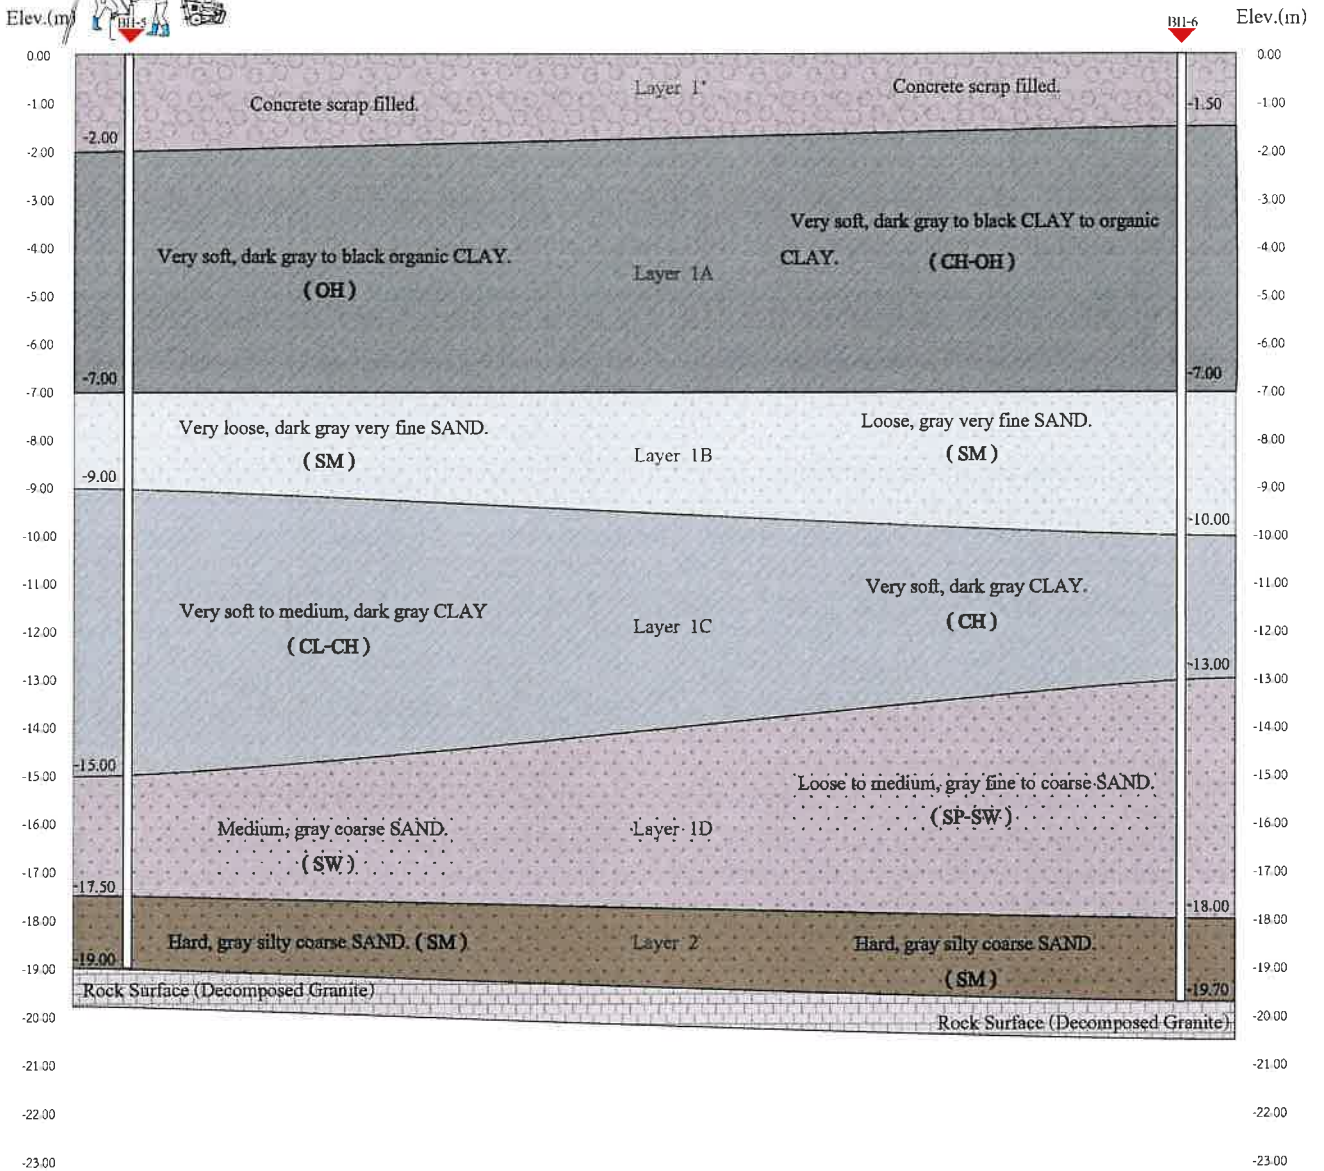 Elev.(m)
BH-5
BH-6
Elev.(m)
0.00
0.00
Layer 1*
Concrete scrap filled.
Concrete scrap filled.
-1.00
-1.00
-1.50
-2.00
-2.00
-2.00
-3.00
-3.00
Very soft, dark gray to black CLAY to organic
CLAY. (CH-OH)
-4.00
-4.00
Very soft, dark gray to black organic CLAY.
(OH)
Layer 1A
-5.00
-5.00
-6.00
-6.00
-7.00
-7.00
-7.00
-7.00
Very loose, dark gray very fine SAND.
(SM)
Layer 1B
Loose, gray very fine SAND.
(SM)
-8.00
-8.00
-9.00
-9.00
-9.00
-10.00
-10.00
-10.00
-11.00
-11.00
Very soft to medium, dark gray CLAY
(CL-CH)
Layer 1C
Very soft, dark gray CLAY.
(CH)
-12.00
-12.00
-13.00
-13.00
-13.00
-14.00
-14.00
-15.00
-15.00
-15.00
Loose to medium, gray fine to coarse SAND.
(SP-SW)
Medium, gray coarse SAND.
(SW)
Layer 1D
-16.00
-16.00
-17.00
-17.00
-17.50
-18.00
-18.00
-18.00
Hard, gray silty coarse SAND. (SM)
Layer 2
Hard, gray silty coarse SAND.
(SM)
-19.00
-19.00
-19.00
-19.70
Rock Surface (Decomposed Granite)
Rock Surface (Decomposed Granite)
-20.00
-20.00
-21.00
-21.00
-22.00
-22.00
-23.00
-23.00